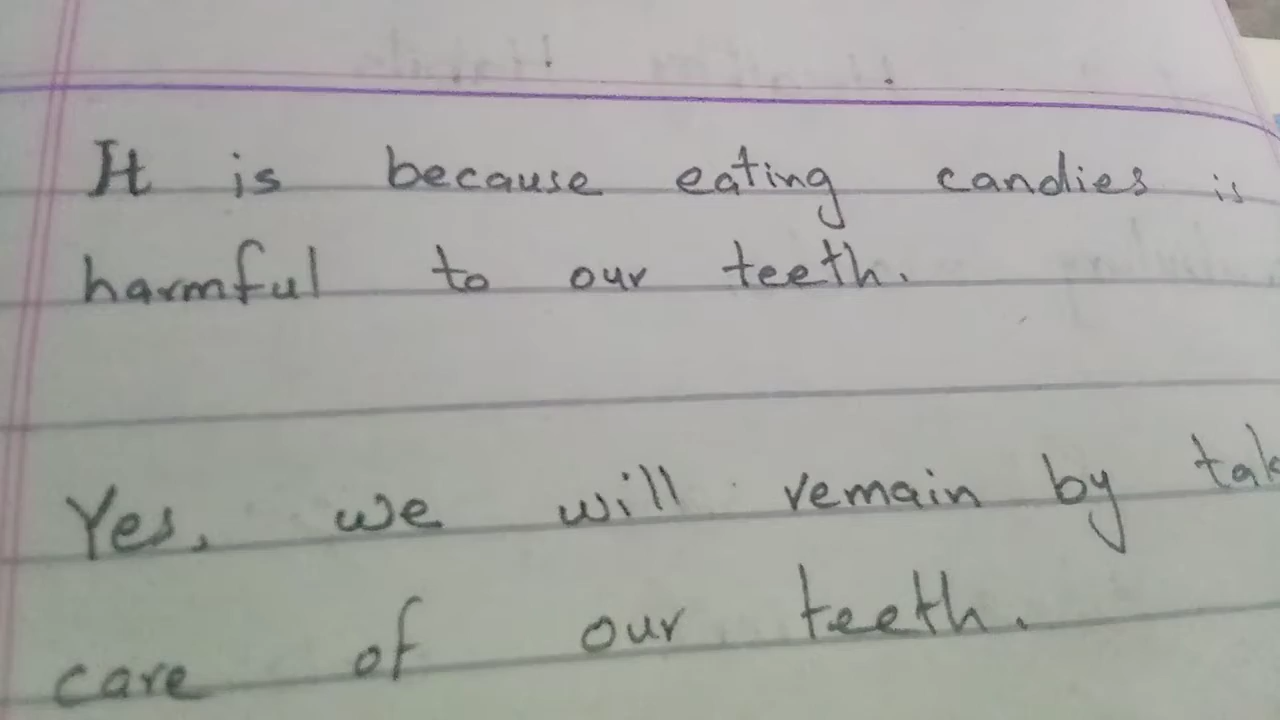 It is because eating candies is
harmful to our teeth.
Yes, we will remain by tak
care of our teeth.